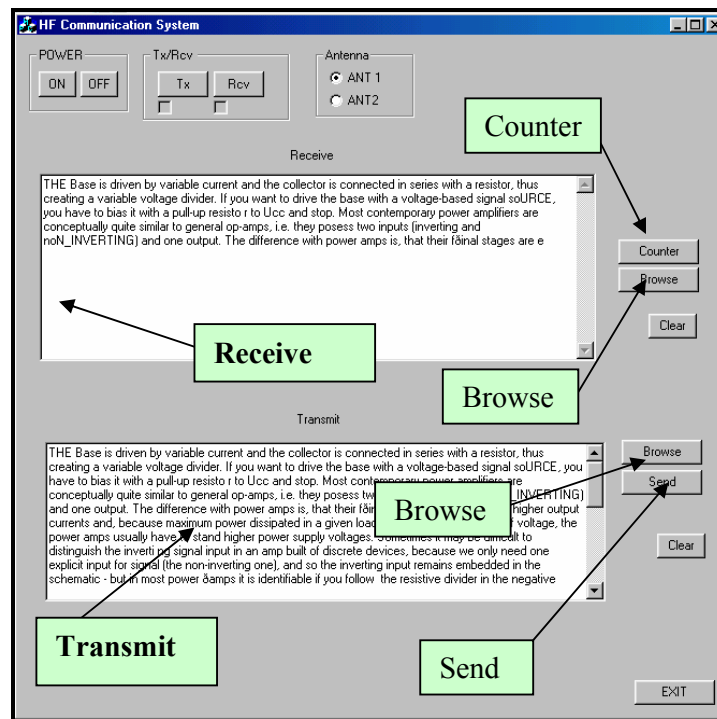 HF Communication System
POWER
Tx/Rcv
Antenna
ON OFF
Tx Rcv
ANT 1
ANT2
Counter
Receive
THE Base is driven by variable current and the collector is connected in series with a resistor, thus
creating a variable voltage divider. If you want to drive the base with a voltage-based signal soURCE,
you have to bias it with a pull-up resisto r to Ucc and stop. Most contemporary power amplifiers are
conceptually quite similar to general op-amps, i.e. they posess two inputs (inverting and
noN_INVERTING) and one output. The difference with power amps is, that their fðinal stages are e
Counter
Browse
Clear
Receive
Browse
Transmit
THE Base is driven by variable current and the collector is connected in series with a resistor, thus
creating a variable voltage divider. If you want to drive the base with a voltage-based signal soURCE, you
have to bias it with a pull-up resisto r to Ucc and stop. Most contemporary power amplifiers are
conceptually quite similar to general op-amps, i.e. they posess tw _INVERTING)
and one output. The difference with power amps is, that their fði higher output
currents and, because maximum power dissipated in a given loa f voltage, the
power amps usually have to stand higher power supply voltages. Sometimes it may be difficult to
distinguish the inverti ng signal input in an amp built of discrete devices, because we only need one
explicit input for signal (the non-inverting one), and so the inverting input remains embedded in the
schematic - but in most power ðamps it is identifiable if you follow the resistive divider in the negative
Browse
Send
Browse
Clear
Transmit
Send
EXIT